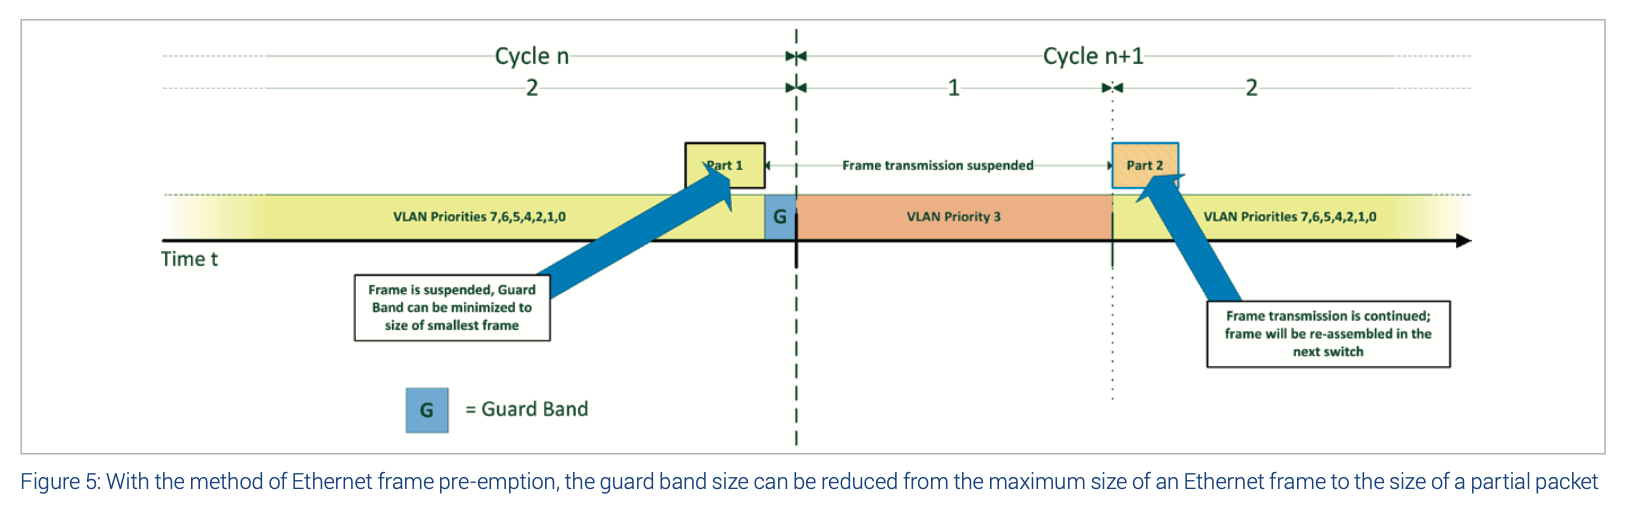 Cycle n
Cycle n+1
2
1
2
Part 1
Frame transmission suspended
Part 2
VLAN Priorities 7,6,5,4,2,1,0
G
VLAN Priority 3
VLAN Priorities 7,6,5,4,2,1,0
Time t
Frame is suspended, Guard
Band can be minimized to
size of smallest frame
Frame transmission is continued;
frame will be re-assembled in the
next switch
G
= Guard Band
Figure 5: With the method of Ethernet frame pre-emption, the guard band size can be reduced from the maximum size of an Ethernet frame to the size of a partial packet